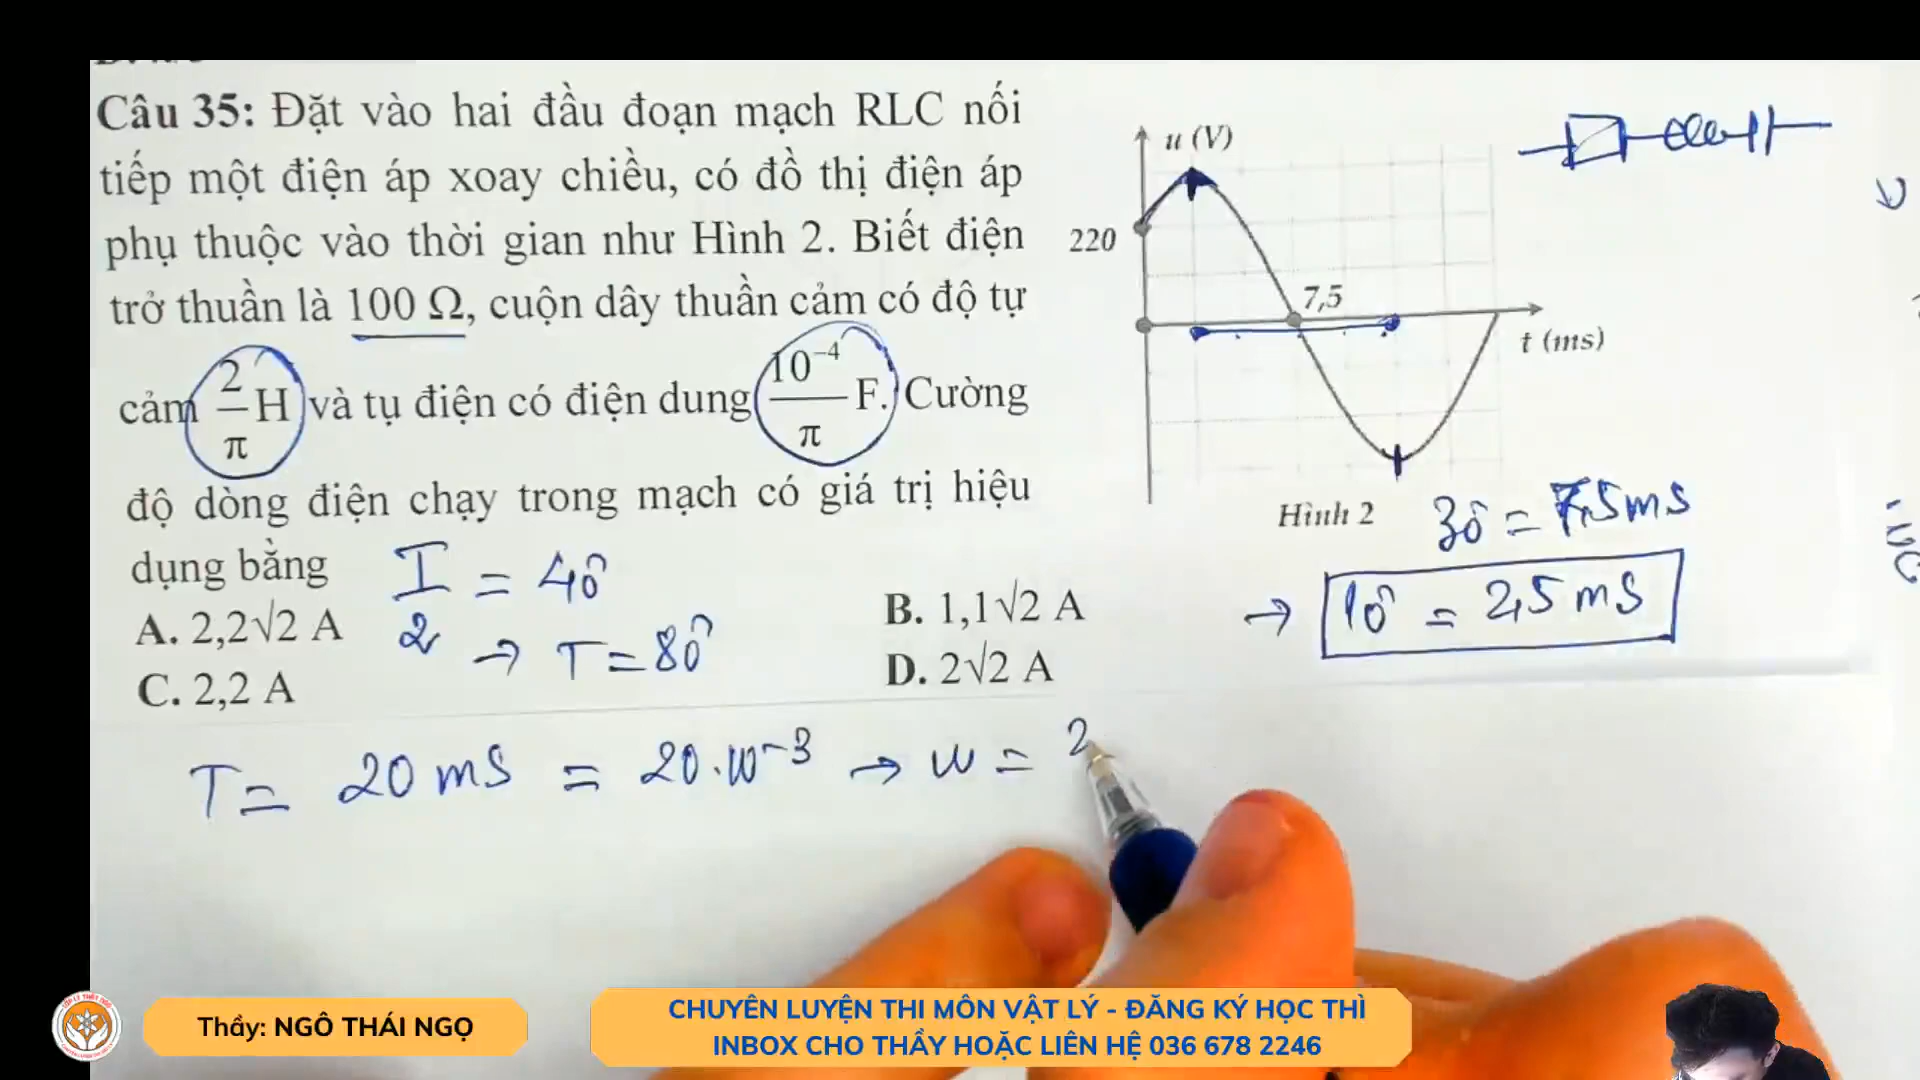 Câu 35: Đặt vào hai đầu đoạn mạch RLC nối
tiếp một điện áp xoay chiều, có đồ thị điện áp
phụ thuộc vào thời gian như Hình 2. Biết điện
trở thuần là 100 Ω, cuộn dây thuần cảm có độ tự
cảm 2/π H và tụ điện có điện dung 10⁻⁴/π F. Cường
độ dòng điện chạy trong mạch có giá trị hiệu
dụng bằng
A. 2,2√2 A
B. 1,1√2 A
C. 2,2 A
D. 2√2 A
u (V)
220
7,5
t (ms)
Hình 2
3ô = 7,5 ms
→ 1ô = 2,5 ms
T/2 = 4ô
→ T = 8ô
T = 20 ms = 20.10⁻³ → ω = 2
Thầy: NGÔ THÁI NGỌ
CHUYÊN LUYỆN THI MÔN VẬT LÝ - ĐĂNG KÝ HỌC THÌ
INBOX CHO THẦY HOẶC LIÊN HỆ 036 678 2246